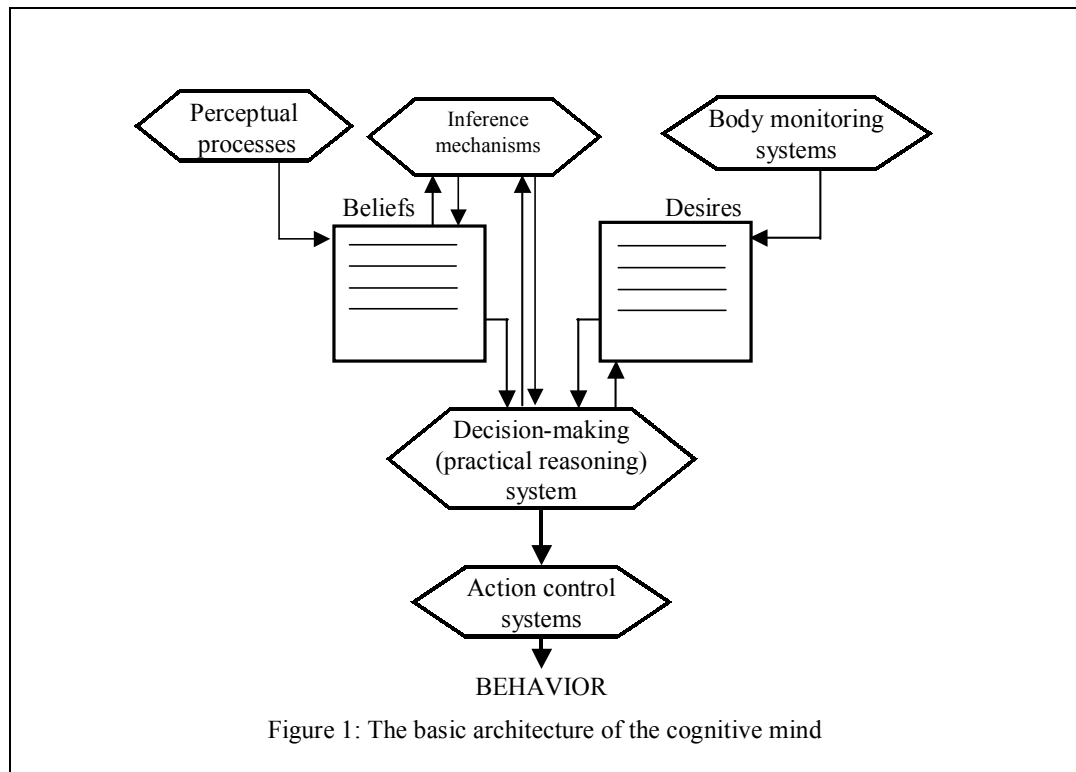 Perceptual
processes
Inference
mechanisms
Body monitoring
systems
Beliefs
Desires
Decision-making
(practical reasoning)
system
Action control
systems
BEHAVIOR
Figure 1: The basic architecture of the cognitive mind